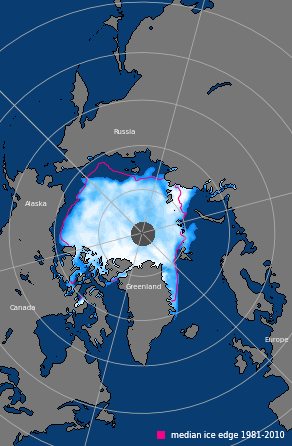 Russia
Alaska
Greenland
Canada
Europe
median ice edge 1981-2010